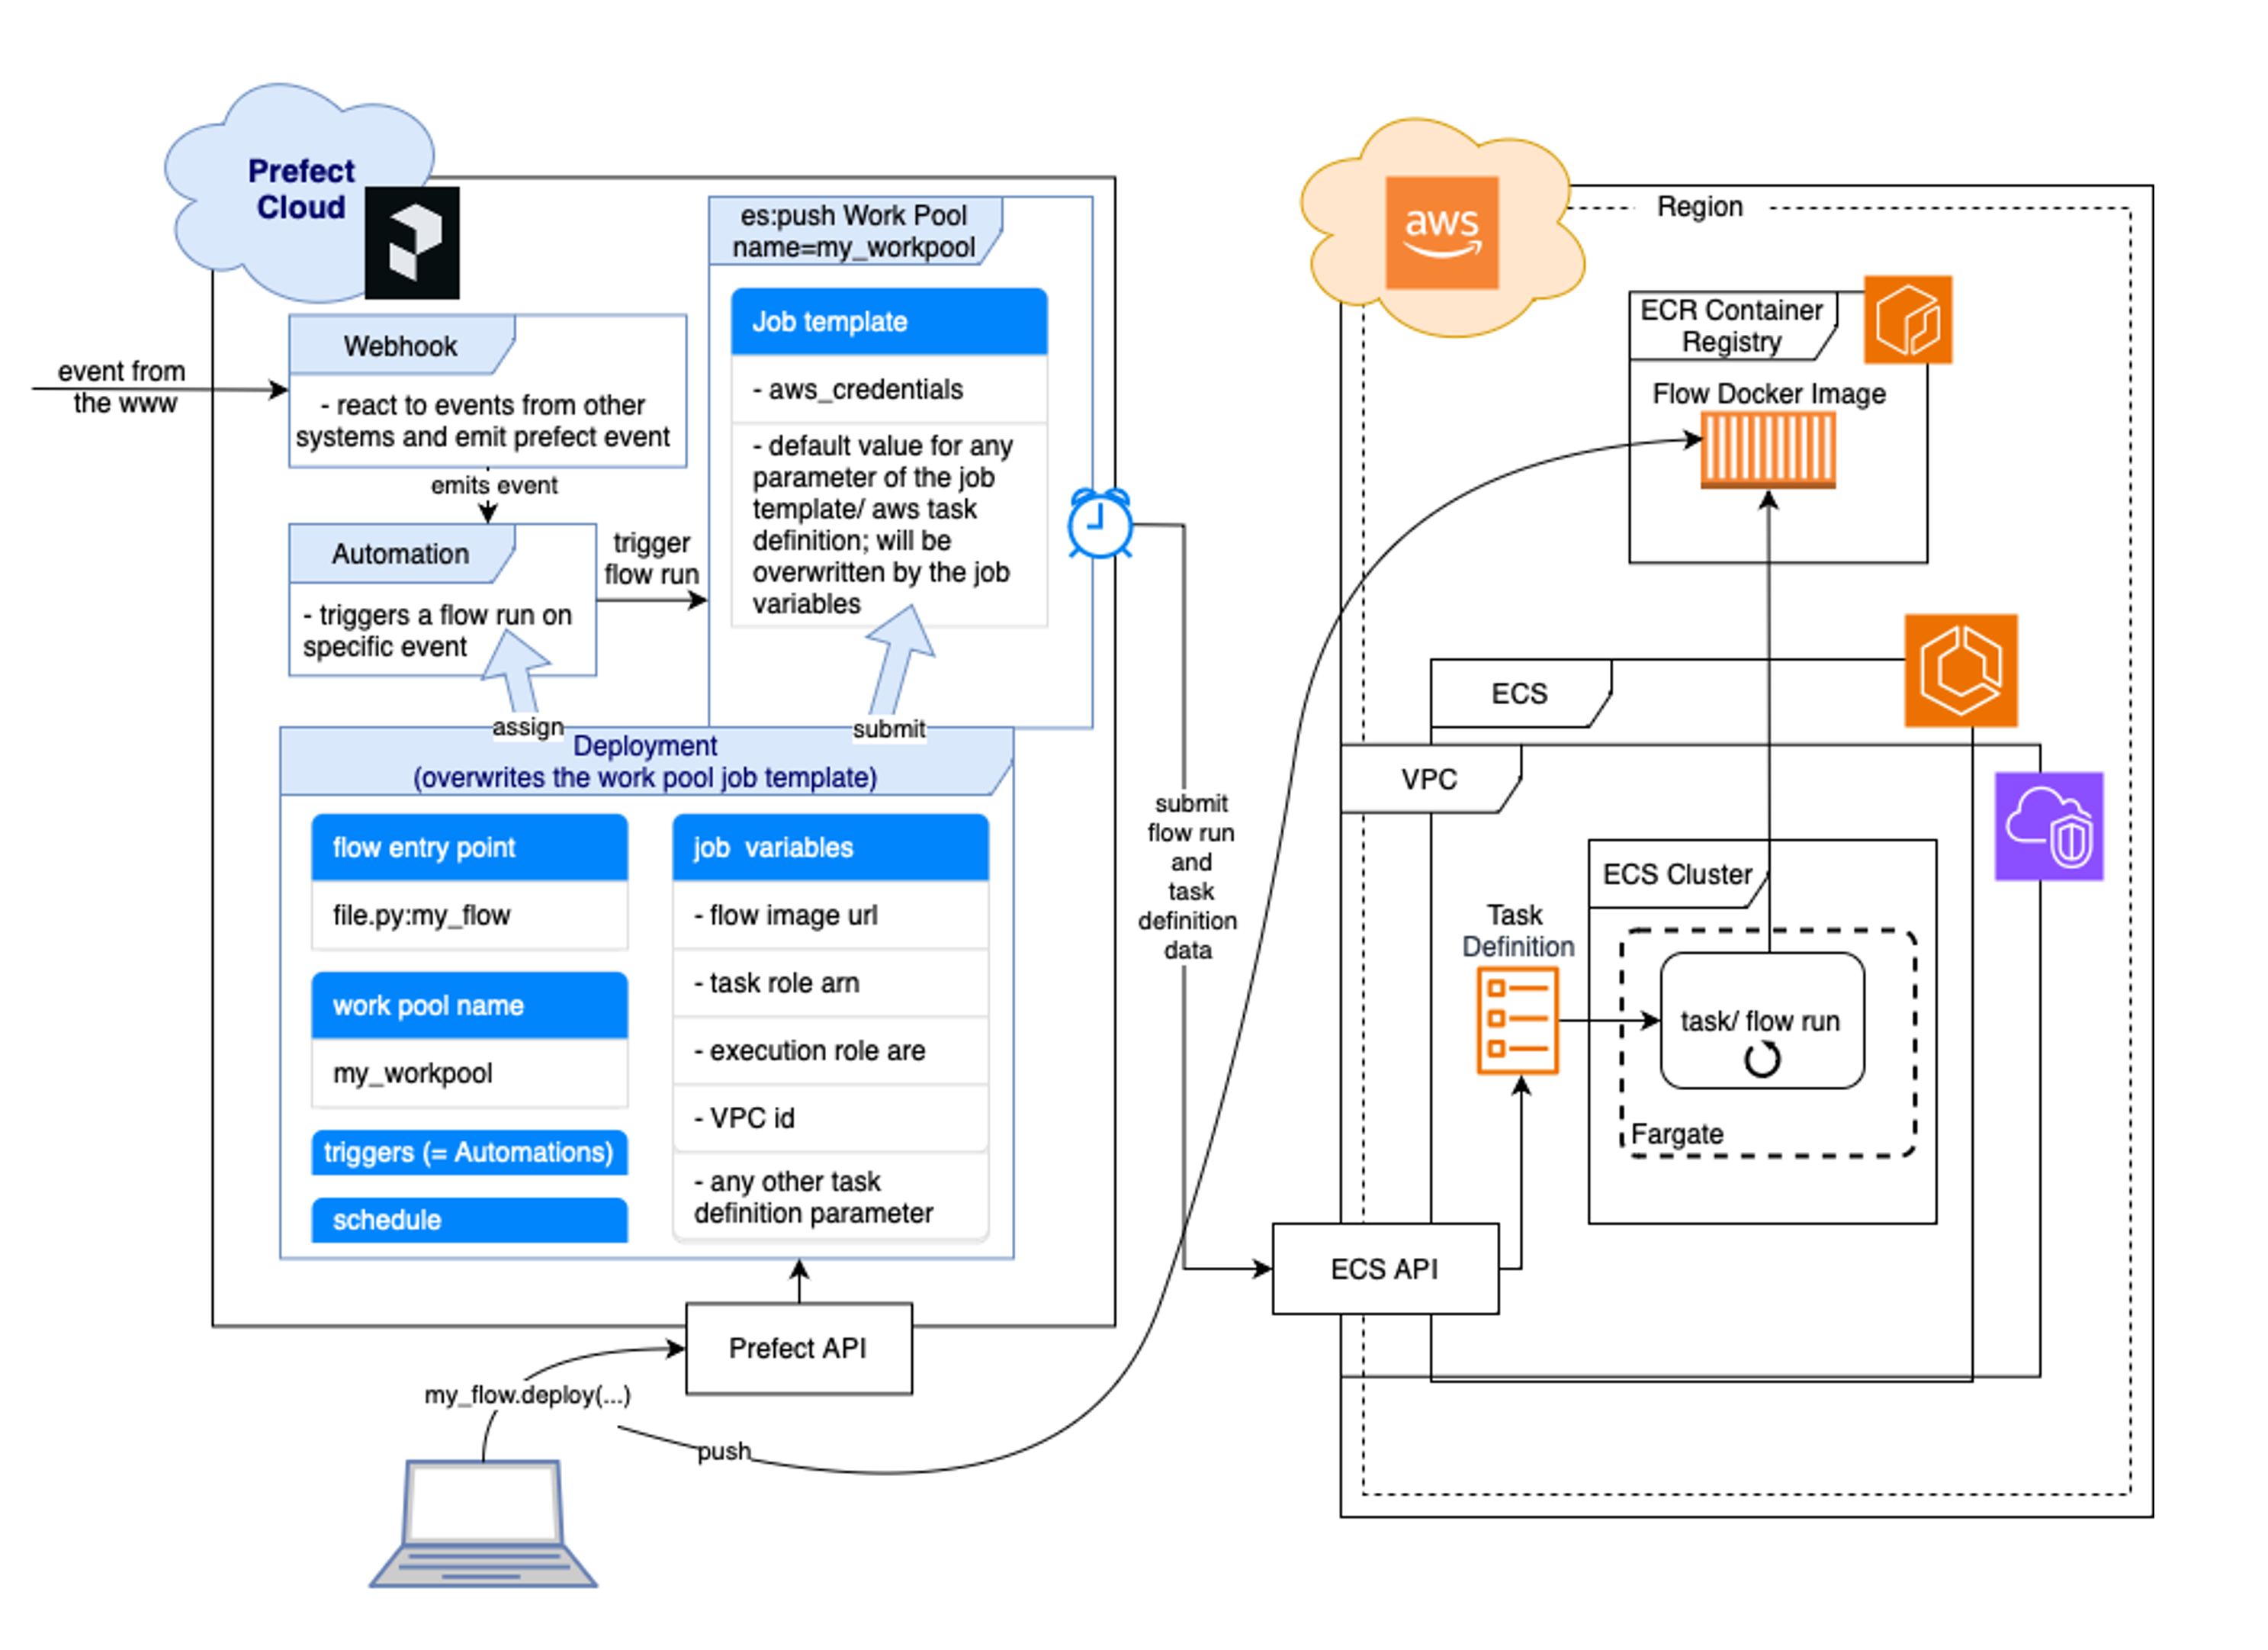 Prefect
Cloud
es:push Work Pool
name=my_workpool
Job template
- aws_credentials
- default value for any
parameter of the job
template/ aws task
definition; will be
overwritten by the job
variables
event from
the www
Webhook
- react to events from other
systems and emit prefect event
emits event
Automation
- triggers a flow run on
specific event
trigger
flow run
assign
submit
Deployment
(overwrites the work pool job template)
flow entry point
file.py:my_flow
work pool name
my_workpool
triggers (= Automations)
schedule
job  variables
- flow image url
- task role arn
- execution role are
- VPC id
- any other task
definition parameter
Prefect API
my_flow.deploy(...)
push
submit
flow run
and
task
definition
data
aws
Region
ECR Container
Registry
Flow Docker Image
ECS
VPC
ECS Cluster
Task
Definition
task/ flow run
Fargate
ECS API